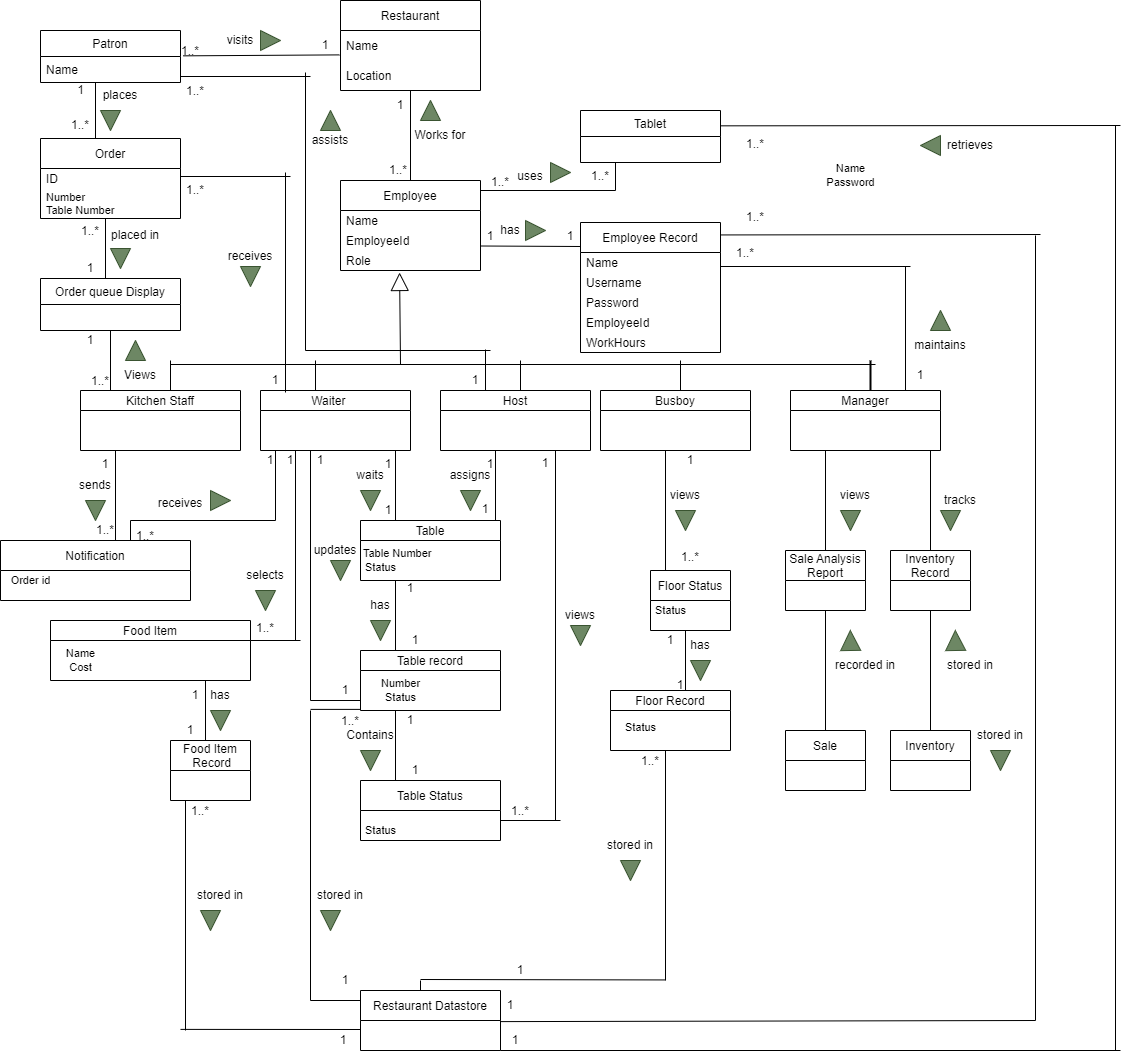 Restaurant
Name
Location
Patron
Name
1..*
visits
1
1
places
1..*
1..*
assists
1
Works for
1..*
Tablet
1..*
retrieves
Name
Password
Order
ID
Number
Table Number
1..*
Employee
Name
EmployeeId
Role
1..*
uses
1..*
1
has
1
Employee Record
Name
Username
Password
EmployeeId
WorkHours
1..*
1..*
1..*
placed in
1
receives
Order queue Display
1
Views
1..*
maintains
1
1
1
Kitchen Staff
Waiter
Host
Busboy
Manager
1
sends
1..*
receives
1..*
1
1
1
waits
1
1
assigns
1
1
1
1
views
1..*
views
tracks
Notification
Order id
updates
Table
Table Number
Status
Floor Status
Status
Sale Analysis
Report
Inventory
Record
selects
1..*
1
has
1
views
1
has
1
recorded in
stored in
Food Item
Name
Cost
Table record
Number
Status
1
1..*
Contains
1
1
Floor Record
Status
1..*
Sale
Inventory
stored in
1
has
1
Food Item
Record
1..*
Table Status
Status
1..*
stored in
stored in
stored in
1
1
1
1
1
Restaurant Datastore